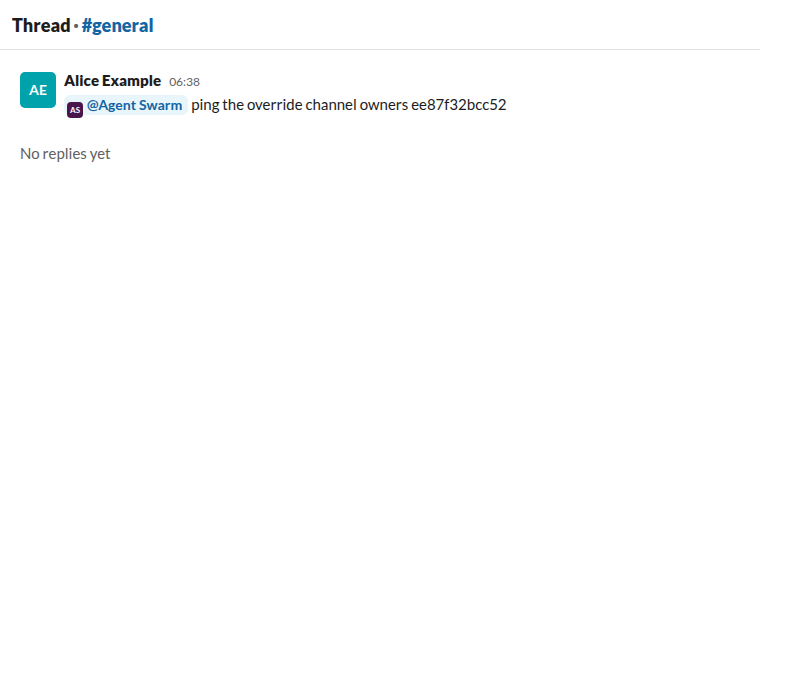 Thread • #general
AE
Alice Example 06:38
AS @Agent Swarm ping the override channel owners ee87f32bcc52
No replies yet